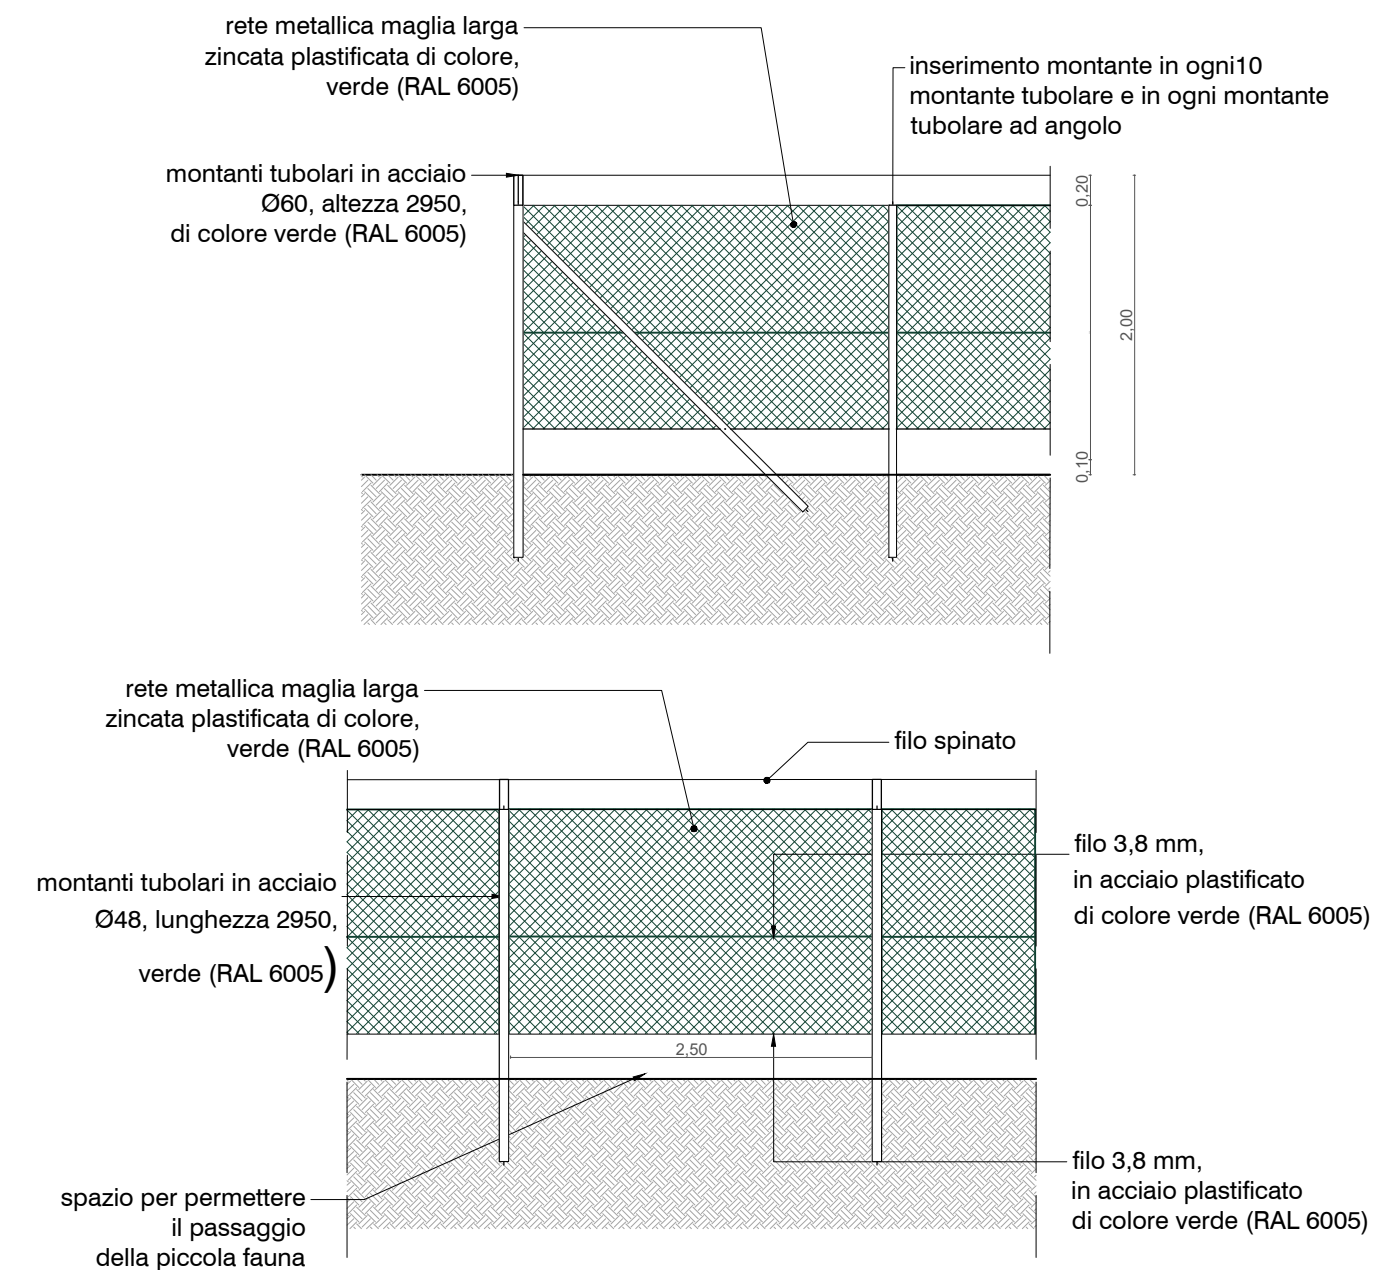 rete metallica maglia larga
zincata plastificata di colore,
verde (RAL 6005)
inserimento montante in ogni10
montante tubolare e in ogni montante
tubolare ad angolo
montanti tubolari in acciaio
Ø60, altezza 2950,
di colore verde (RAL 6005)
0,20
2,00
0,10
rete metallica maglia larga
zincata plastificata di colore,
verde (RAL 6005)
filo spinato
filo 3,8 mm,
in acciaio plastificato
di colore verde (RAL 6005)
montanti tubolari in acciaio
Ø48, lunghezza 2950,
verde (RAL 6005)
2,50
filo 3,8 mm,
in acciaio plastificato
di colore verde (RAL 6005)
spazio per permettere
il passaggio
della piccola fauna